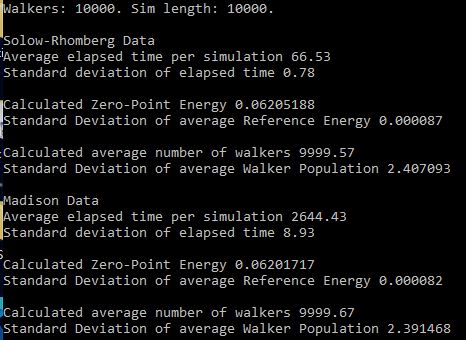 Walkers: 10000. Sim length: 10000.
Solow-Rhomberg Data
Average elapsed time per simulation 66.53
Standard deviation of elapsed time 0.78
Calculated Zero-Point Energy 0.06205188
Standard Deviation of average Reference Energy 0.000087
Calculated average number of walkers 9999.57
Standard Deviation of average Walker Population 2.407093
Madison Data
Average elapsed time per simulation 2644.43
Standard deviation of elapsed time 8.93
Calculated Zero-Point Energy 0.06201717
Standard Deviation of average Reference Energy 0.000082
Calculated average number of walkers 9999.67
Standard Deviation of average Walker Population 2.391468